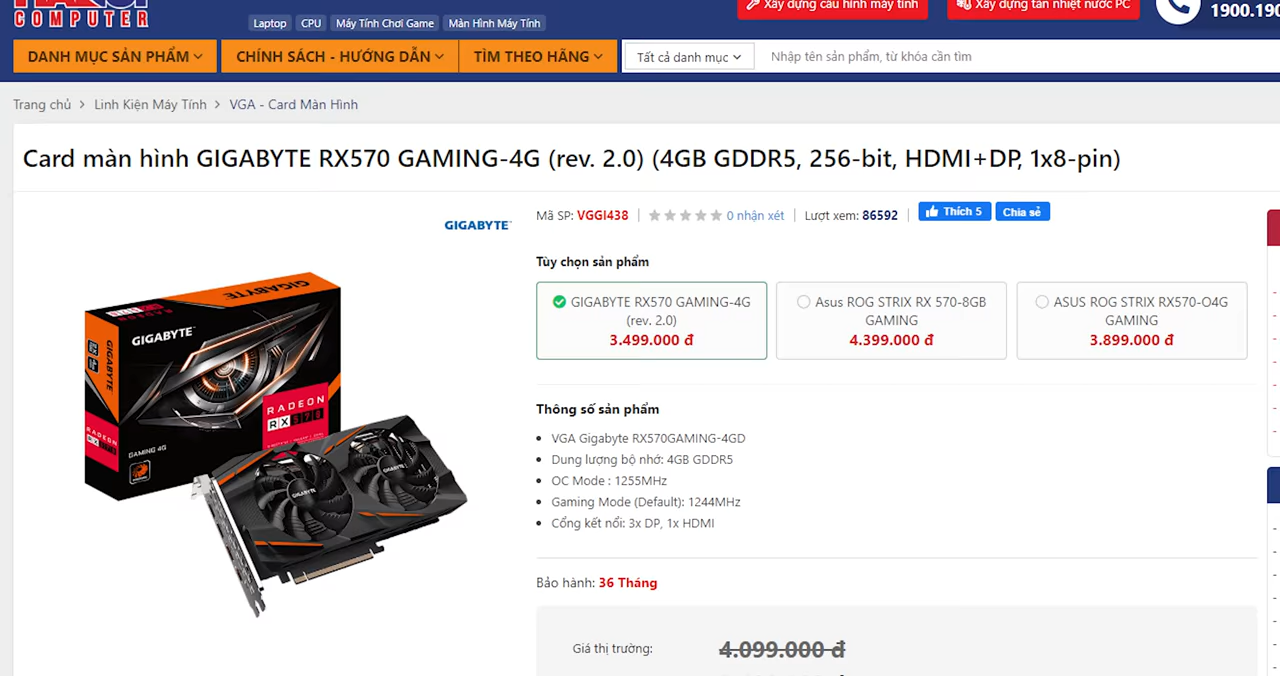 COMPUTER
Laptop CPU Máy Tính Chơi Game Màn Hình Máy Tính
Xây dựng cấu hình máy tính
Xây dựng tản nhiệt nước PC
1900.190
DANH MỤC SẢN PHẨM
CHÍNH SÁCH - HƯỚNG DẪN
TÌM THEO HÃNG
Tất cả danh mục
Nhập tên sản phẩm, từ khóa cần tìm
Trang chủ > Linh Kiện Máy Tính > VGA - Card Màn Hình
Card màn hình GIGABYTE RX570 GAMING-4G (rev. 2.0) (4GB GDDR5, 256-bit, HDMI+DP, 1x8-pin)
GIGABYTE
GIGABYTE
GIGABYTE
RADEON
RX 570
GAMING 4G
RADEON
GIGABYTE
GIGABYTE
Mã SP: VGGI438 | 0 nhận xét | Lượt xem: 86592 | Thích 5 Chia sẻ
Tùy chọn sản phẩm
GIGABYTE RX570 GAMING-4G
(rev. 2.0)
3.499.000 đ
Asus ROG STRIX RX 570-8GB
GAMING
4.399.000 đ
ASUS ROG STRIX RX570-O4G
GAMING
3.899.000 đ
Thông số sản phẩm
VGA Gigabyte RX570GAMING-4GD
Dung lượng bộ nhớ: 4GB GDDR5
OC Mode : 1255MHz
Gaming Mode (Default): 1244MHz
Cổng kết nối: 3x DP, 1x HDMI
Bảo hành: 36 Tháng
Giá thị trường: 4.099.000 đ